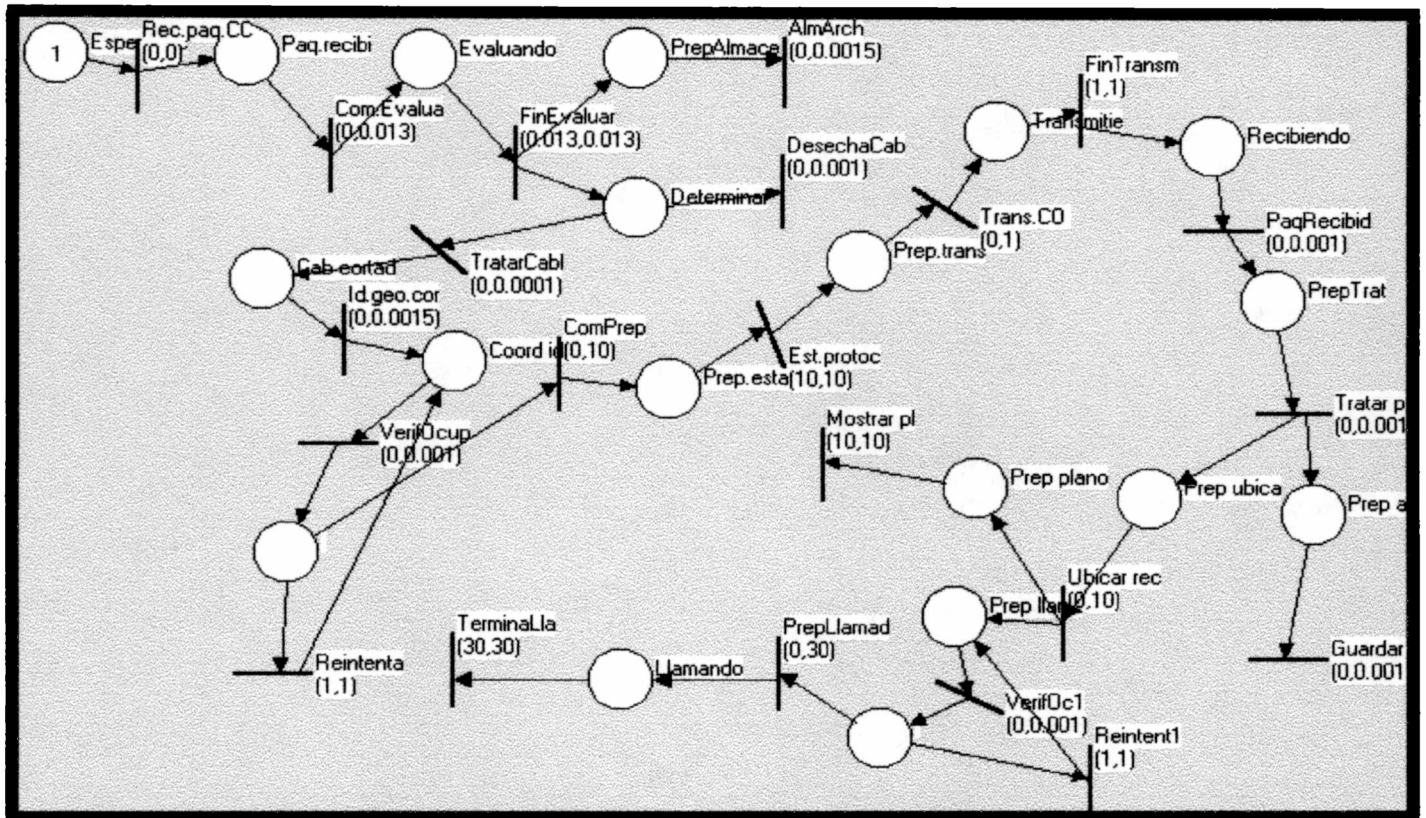 1
Espe
Rec.paq.CC
(0,0)
Paq.recibi
Evaluando
PrepAlmace
AlmArch
(0,0.0015)
Com.Evalua
(0,0.013)
FinEvaluar
(0.013,0.013)
DesechaCab
(0,0.001)
Determinar
FinTransm
(1,1)
Transmitie
Recibiendo
Trans.CO
(0,1)
PaqRecibid
(0,0.001)
Prep.trans
PrepTrat
TratarCabl
(0,0.0001)
Cab.cortad
Id.geo.cor
(0,0.0015)
Coord id
ComPrep
(0,10)
Prep.esta
Est.protoc
(10,10)
Tratar p
(0,0.001
Mostrar pl
(10,10)
VerifOcup
(0,0.001)
Prep plano
Prep ubica
Prep a
Ubicar rec
(0,10)
Prep llam
TerminaLla
(30,30)
PrepLlamad
(0,30)
Guardar
(0,0.001
Reintenta
(1,1)
Llamando
VerifOc1
(0,0.001)
Reintent1
(1,1)